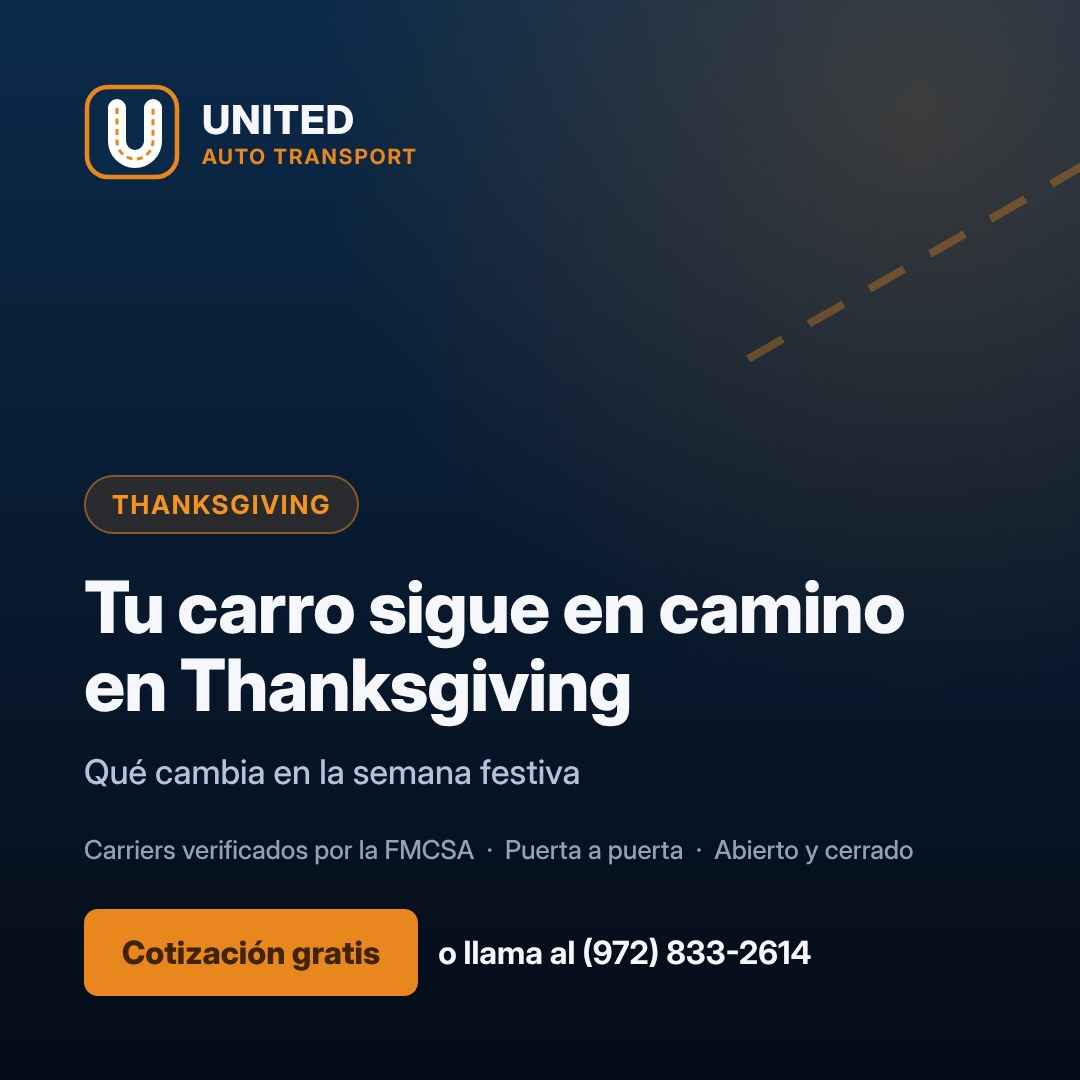 UNITED
AUTO TRANSPORT
THANKSGIVING
Tu carro sigue en camino
en Thanksgiving
Qué cambia en la semana festiva
Carriers verificados por la FMCSA · Puerta a puerta · Abierto y cerrado
Cotización gratis o llama al (972) 833-2614